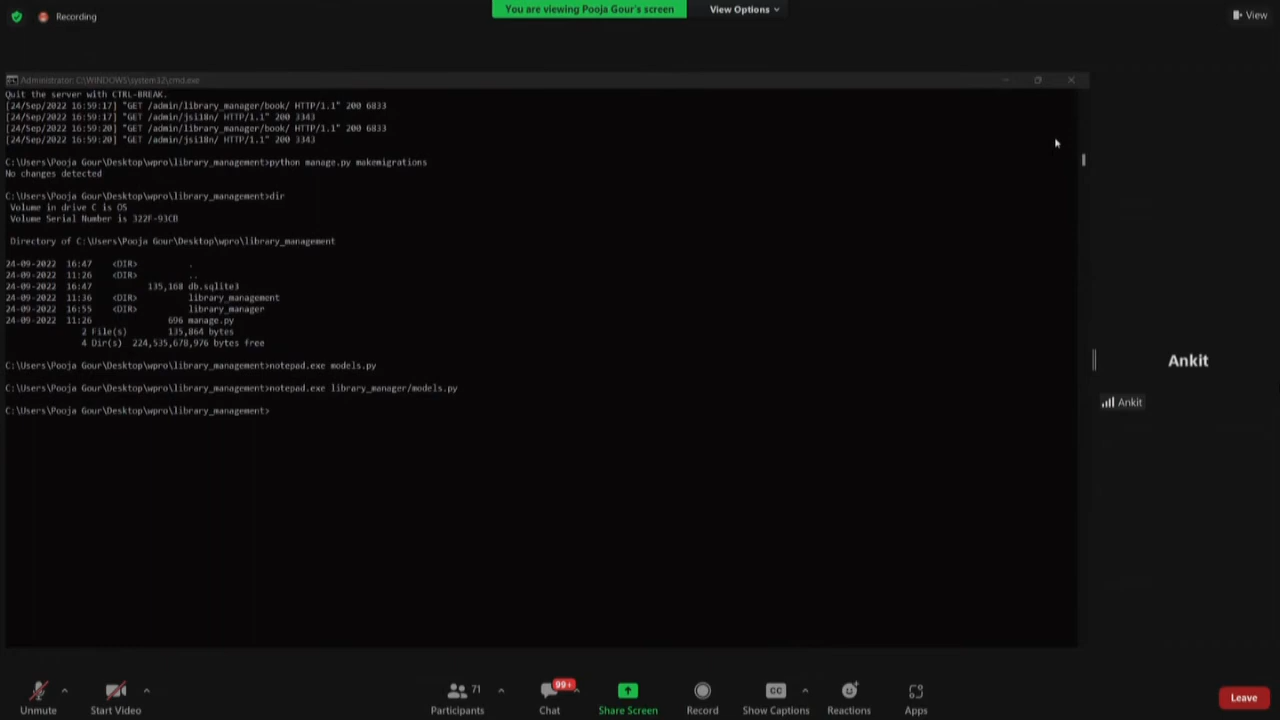 Recording
You are viewing Pooja Gour's screen
View Options
View
Administrator: C:\WINDOWS\system32\cmd.exe
Quit the server with CTRL-BREAK.
[24/Sep/2022 16:59:17] "GET /admin/library_manager/book/ HTTP/1.1" 200 6833
[24/Sep/2022 16:59:17] "GET /admin/jsi18n/ HTTP/1.1" 200 3343
[24/Sep/2022 16:59:20] "GET /admin/library_manager/book/ HTTP/1.1" 200 6833
[24/Sep/2022 16:59:20] "GET /admin/jsi18n/ HTTP/1.1" 200 3343
C:\Users\Pooja Gour\Desktop\wpro\library_management>python manage.py makemigrations
No changes detected
C:\Users\Pooja Gour\Desktop\wpro\library_management>dir
Volume in drive C is OS
Volume Serial Number is 322F-93CB
Directory of C:\Users\Pooja Gour\Desktop\wpro\library_management
24-09-2022 16:47 <DIR> .
24-09-2022 11:26 <DIR> ..
24-09-2022 16:47 135,168 db.sqlite3
24-09-2022 11:36 <DIR> library_management
24-09-2022 16:55 <DIR> library_manager
24-09-2022 11:26 696 manage.py
2 File(s) 135,864 bytes
4 Dir(s) 224,535,678,976 bytes free
C:\Users\Pooja Gour\Desktop\wpro\library_management>notepad.exe models.py
C:\Users\Pooja Gour\Desktop\wpro\library_management>notepad.exe library_manager/models.py
C:\Users\Pooja Gour\Desktop\wpro\library_management>
Ankit
Ankit
71
99+
CC
Unmute
Start Video
Participants
Chat
Share Screen
Record
Show Captions
Reactions
Apps
Leave